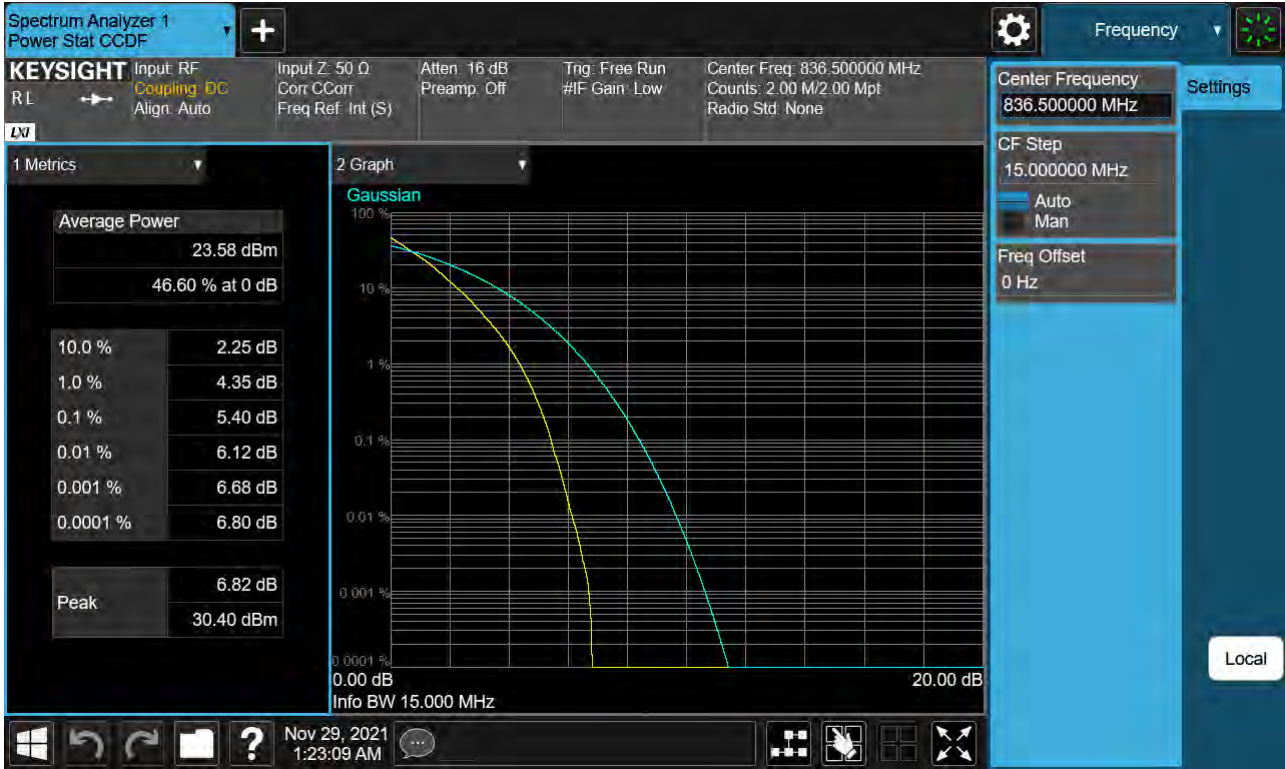 Spectrum Analyzer 1
Power Stat CCDF
Frequency
KEYSIGHT
R L
LXI
Input: RF
Coupling: DC
Align: Auto
Input Z: 50 Ω
Corr CCorr
Freq Ref: Int (S)
Atten: 16 dB
Preamp: Off
Trig: Free Run
#IF Gain: Low
Center Freq: 836.500000 MHz
Counts: 2.00 M/2.00 Mpt
Radio Std: None
Center Frequency
836.500000 MHz
Settings
CF Step
15.000000 MHz
Auto
Man
Freq Offset
0 Hz
Local
1 Metrics
Average Power
23.58 dBm
46.60 % at 0 dB
10.0 % 2.25 dB
1.0 % 4.35 dB
0.1 % 5.40 dB
0.01 % 6.12 dB
0.001 % 6.68 dB
0.0001 % 6.80 dB
Peak 6.82 dB
30.40 dBm
2 Graph
Gaussian
100 %
10 %
1 %
0.1 %
0.01 %
0.001 %
0.0001 %
0.00 dB 20.00 dB
Info BW 15.000 MHz
?
Nov 29, 2021
1:23:09 AM